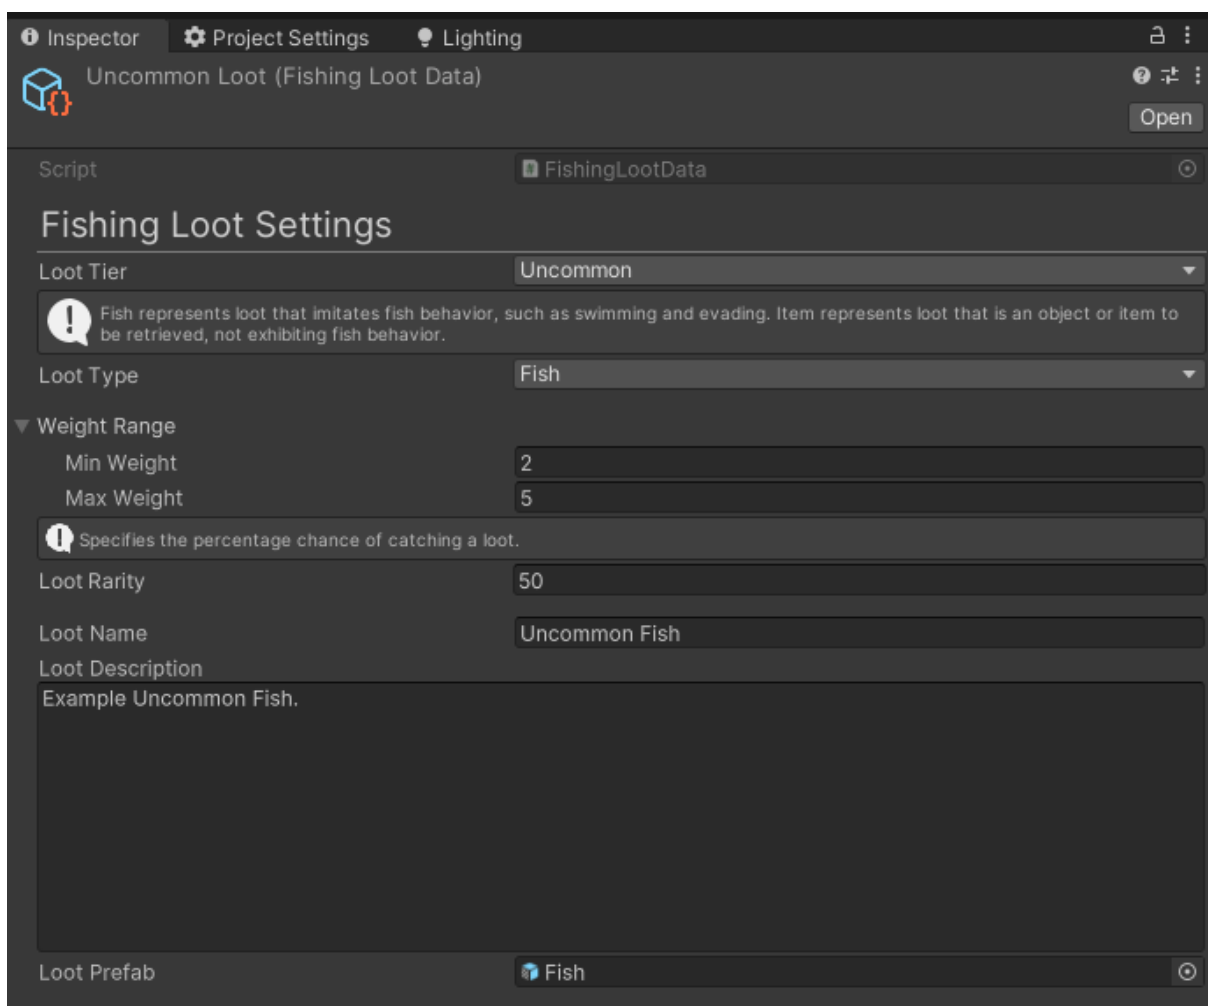 Inspector Project Settings Lighting
Uncommon Loot (Fishing Loot Data)
Open
Script FishingLootData
Fishing Loot Settings
Loot Tier Uncommon
Fish represents loot that imitates fish behavior, such as swimming and evading. Item represents loot that is an object or item to
be retrieved, not exhibiting fish behavior.
Loot Type Fish
Weight Range
Min Weight 2
Max Weight 5
Specifies the percentage chance of catching a loot.
Loot Rarity 50
Loot Name Uncommon Fish
Loot Description
Example Uncommon Fish.
Loot Prefab Fish